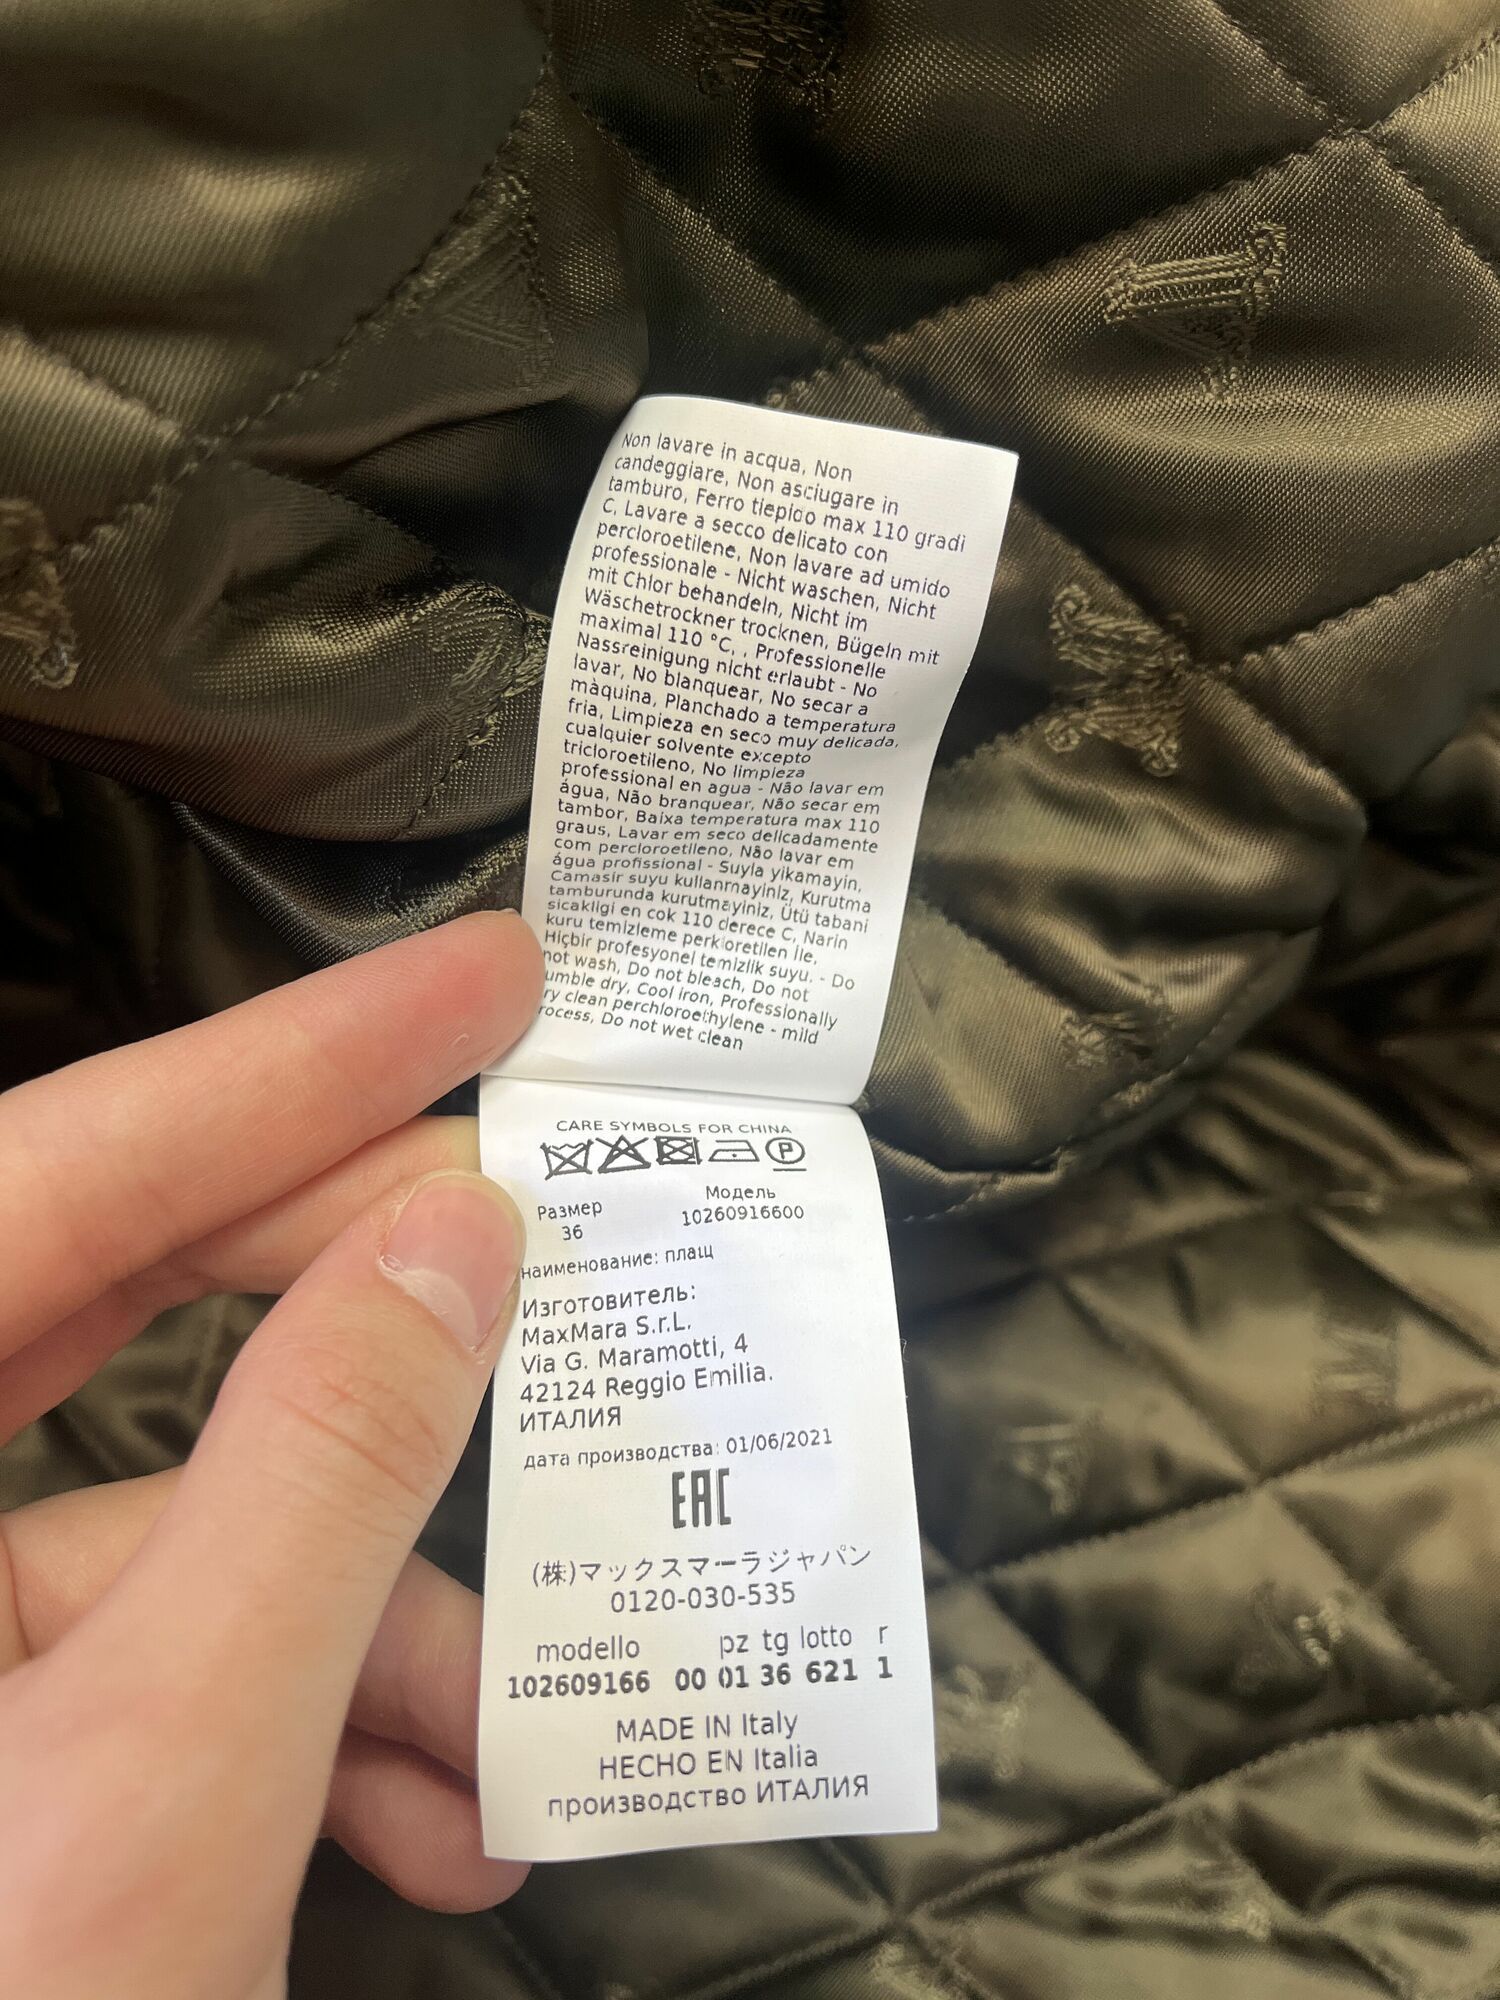 Non lavare in acqua, Non
candeggiare, Non asciugare in
tamburo, Ferro tiepido max 110 gradi
C, Lavare a secco delicato con
percloroetilene, Non lavare ad umido
professionale - Nicht waschen, Nicht
mit Chlor behandeln, Nicht im
Wäschetrockner trocknen, Bügeln mit
maximal 110 °C, , Professionelle
Nassreinigung nicht erlaubt - No
lavar, No blanquear, No secar a
màquina, Planchado a temperatura
fria, Limpieza en seco muy delicada,
cualquier solvente excepto
tricloroetileno, No limpieza
professional en agua - Não lavar em
água, Não branquear, Não secar em
tambor, Baixa temperatura max 110
graus, Lavar em seco delicadamente
com percloroetileno, Não lavar em
água profissional - Suyla yikamayin,
Camasir suyu kullanmayiniz, Kurutma
tamburunda kurutmayiniz, Ütü tabani
sicakligi en cok 110 derece C, Narin
kuru temizleme perkloretilen İle,
Hiçbir profesyonel temizlik suyu. - Do
not wash, Do not bleach, Do not
umble dry, Cool iron, Professionally
ry clean perchloroethylene - mild
rocess, Do not wet clean
CARE SYMBOLS FOR CHINA
P
Размер Модель
36 10260916600
наименование: плащ
Изготовитель:
MaxMara S.r.L.
Via G. Maramotti, 4
42124 Reggio Emilia.
ИТАЛИЯ
дата производства: 01/06/2021
EAC
(株)マックスマーラジャパン
0120-030-535
modello pz tg lotto r
102609166 00 01 36 621 1
MADE IN Italy
HECHO EN Italia
производство ИТАЛИЯ